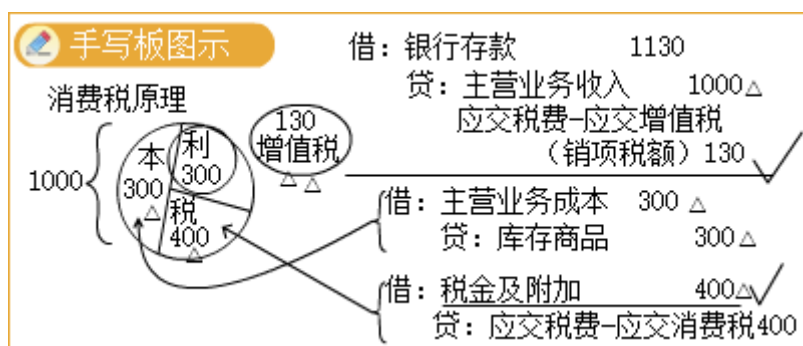 手写板图示
消费税原理
1000
本
300
△
利
300
税
400
△
130
增值税
△ △
借：银行存款 1130
贷：主营业务收入 1000△
应交税费-应交增值税
（销项税额）130
借：主营业务成本 300 △
贷：库存商品 300△
借：税金及附加 400△
贷：应交税费-应交消费税400